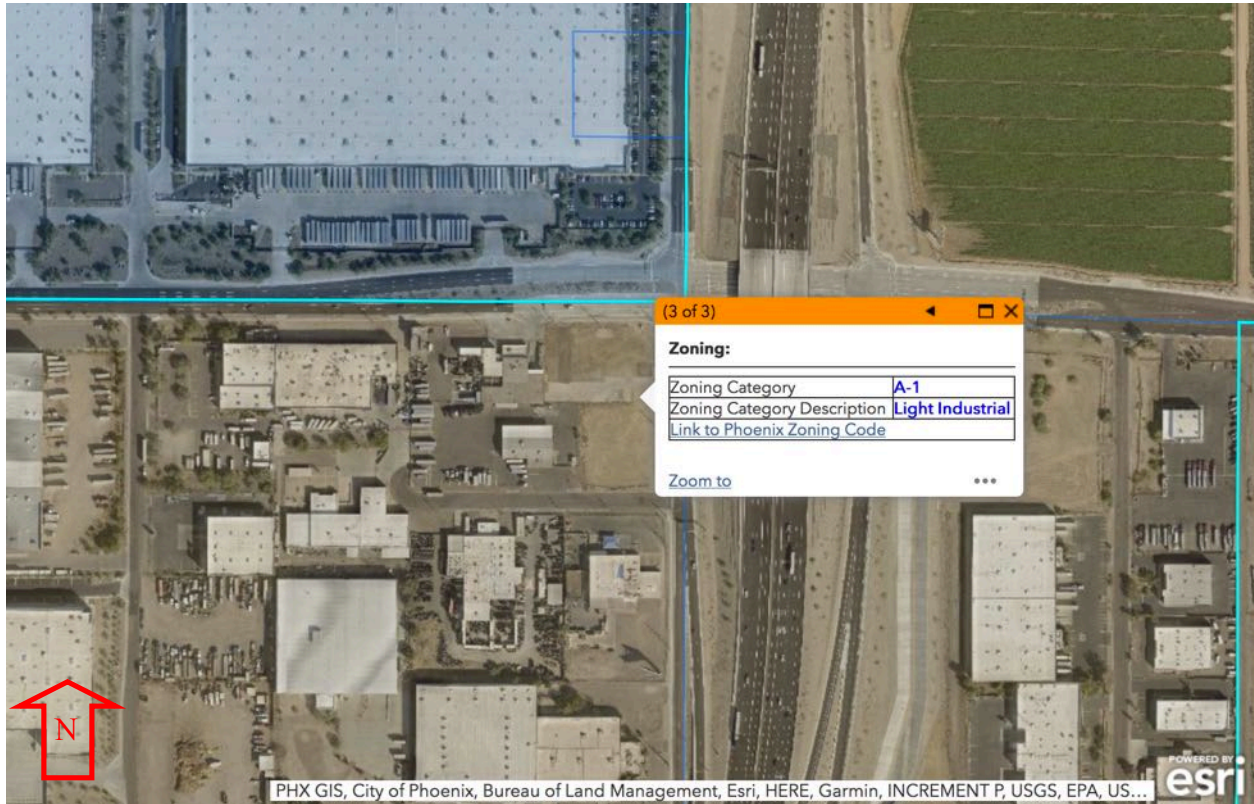 (3 of 3)
Zoning:
Zoning Category A-1
Zoning Category Description Light Industrial
Link to Phoenix Zoning Code
Zoom to
N
POWERED BY
esri
PHX GIS, City of Phoenix, Bureau of Land Management, Esri, HERE, Garmin, INCREMENT P, USGS, EPA, US...